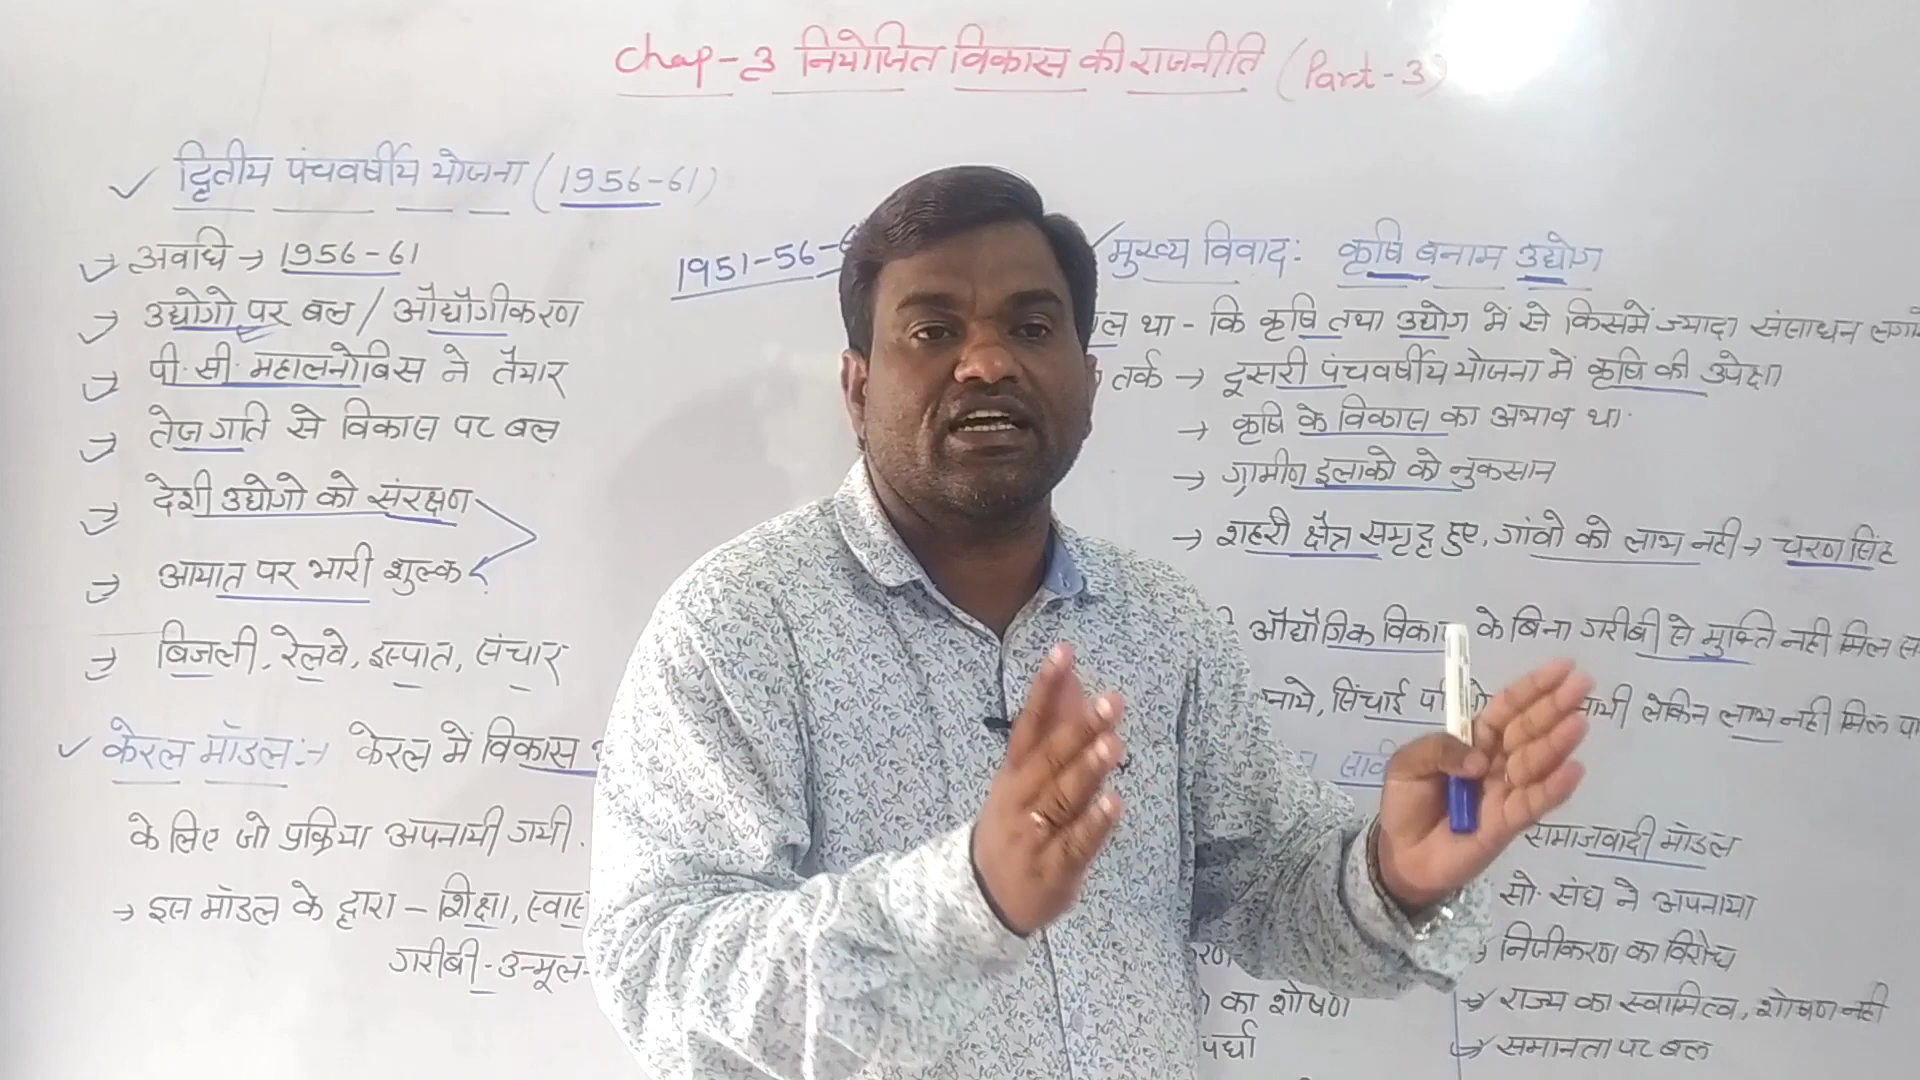 Chap-3 नियोजित विकास की राजनीति (Part-3)
द्वितीय पंचवर्षीय योजना (1956-61)
→ अवधि → 1956-61
→ उद्योगो पर बल / औद्यौगीकरण
→ पी. सी. महालनोबिस ने तैयार
→ तेज गति से विकास पर बल
→ देशी उद्योगो को संरक्षण
→ आयात पर भारी शुल्क
→ बिजली, रेलवे, इस्पात, संचार
केरल मॉडल:→ केरल में विकास
के लिए जो प्रक्रिया अपनायी गयी.
→ इस मॉडल के द्वारा - शिक्षा,
गरीबी-उन्मूल
1951-56-6
मुख्य विवाद: कृषि बनाम उद्योग
था - कि कृषि तथा उद्योग में से किसमें ज्यादा संसाधन
तर्क → दूसरी पंचवर्षीय योजना में कृषि की उपेक्षा
→ कृषि के विकास का अभाव था.
→ ग्रामीण इलाको को नुकसान
→ शहरी क्षेत्र समृद्ध हुए, गांवो को लाभ नही → चरण सिंह
औद्यौगिक के बिना गरीबी से मुक्ति नही मिल
सिंचाई लेकिन लाभ नही मिल
का शोषण
समाजवादी मॉडल
सो. संघ ने अपनाया
→ निजीकरण का विरोध
→ राज्य का स्वामित्व, शोषण नही
→ समानता पर बल